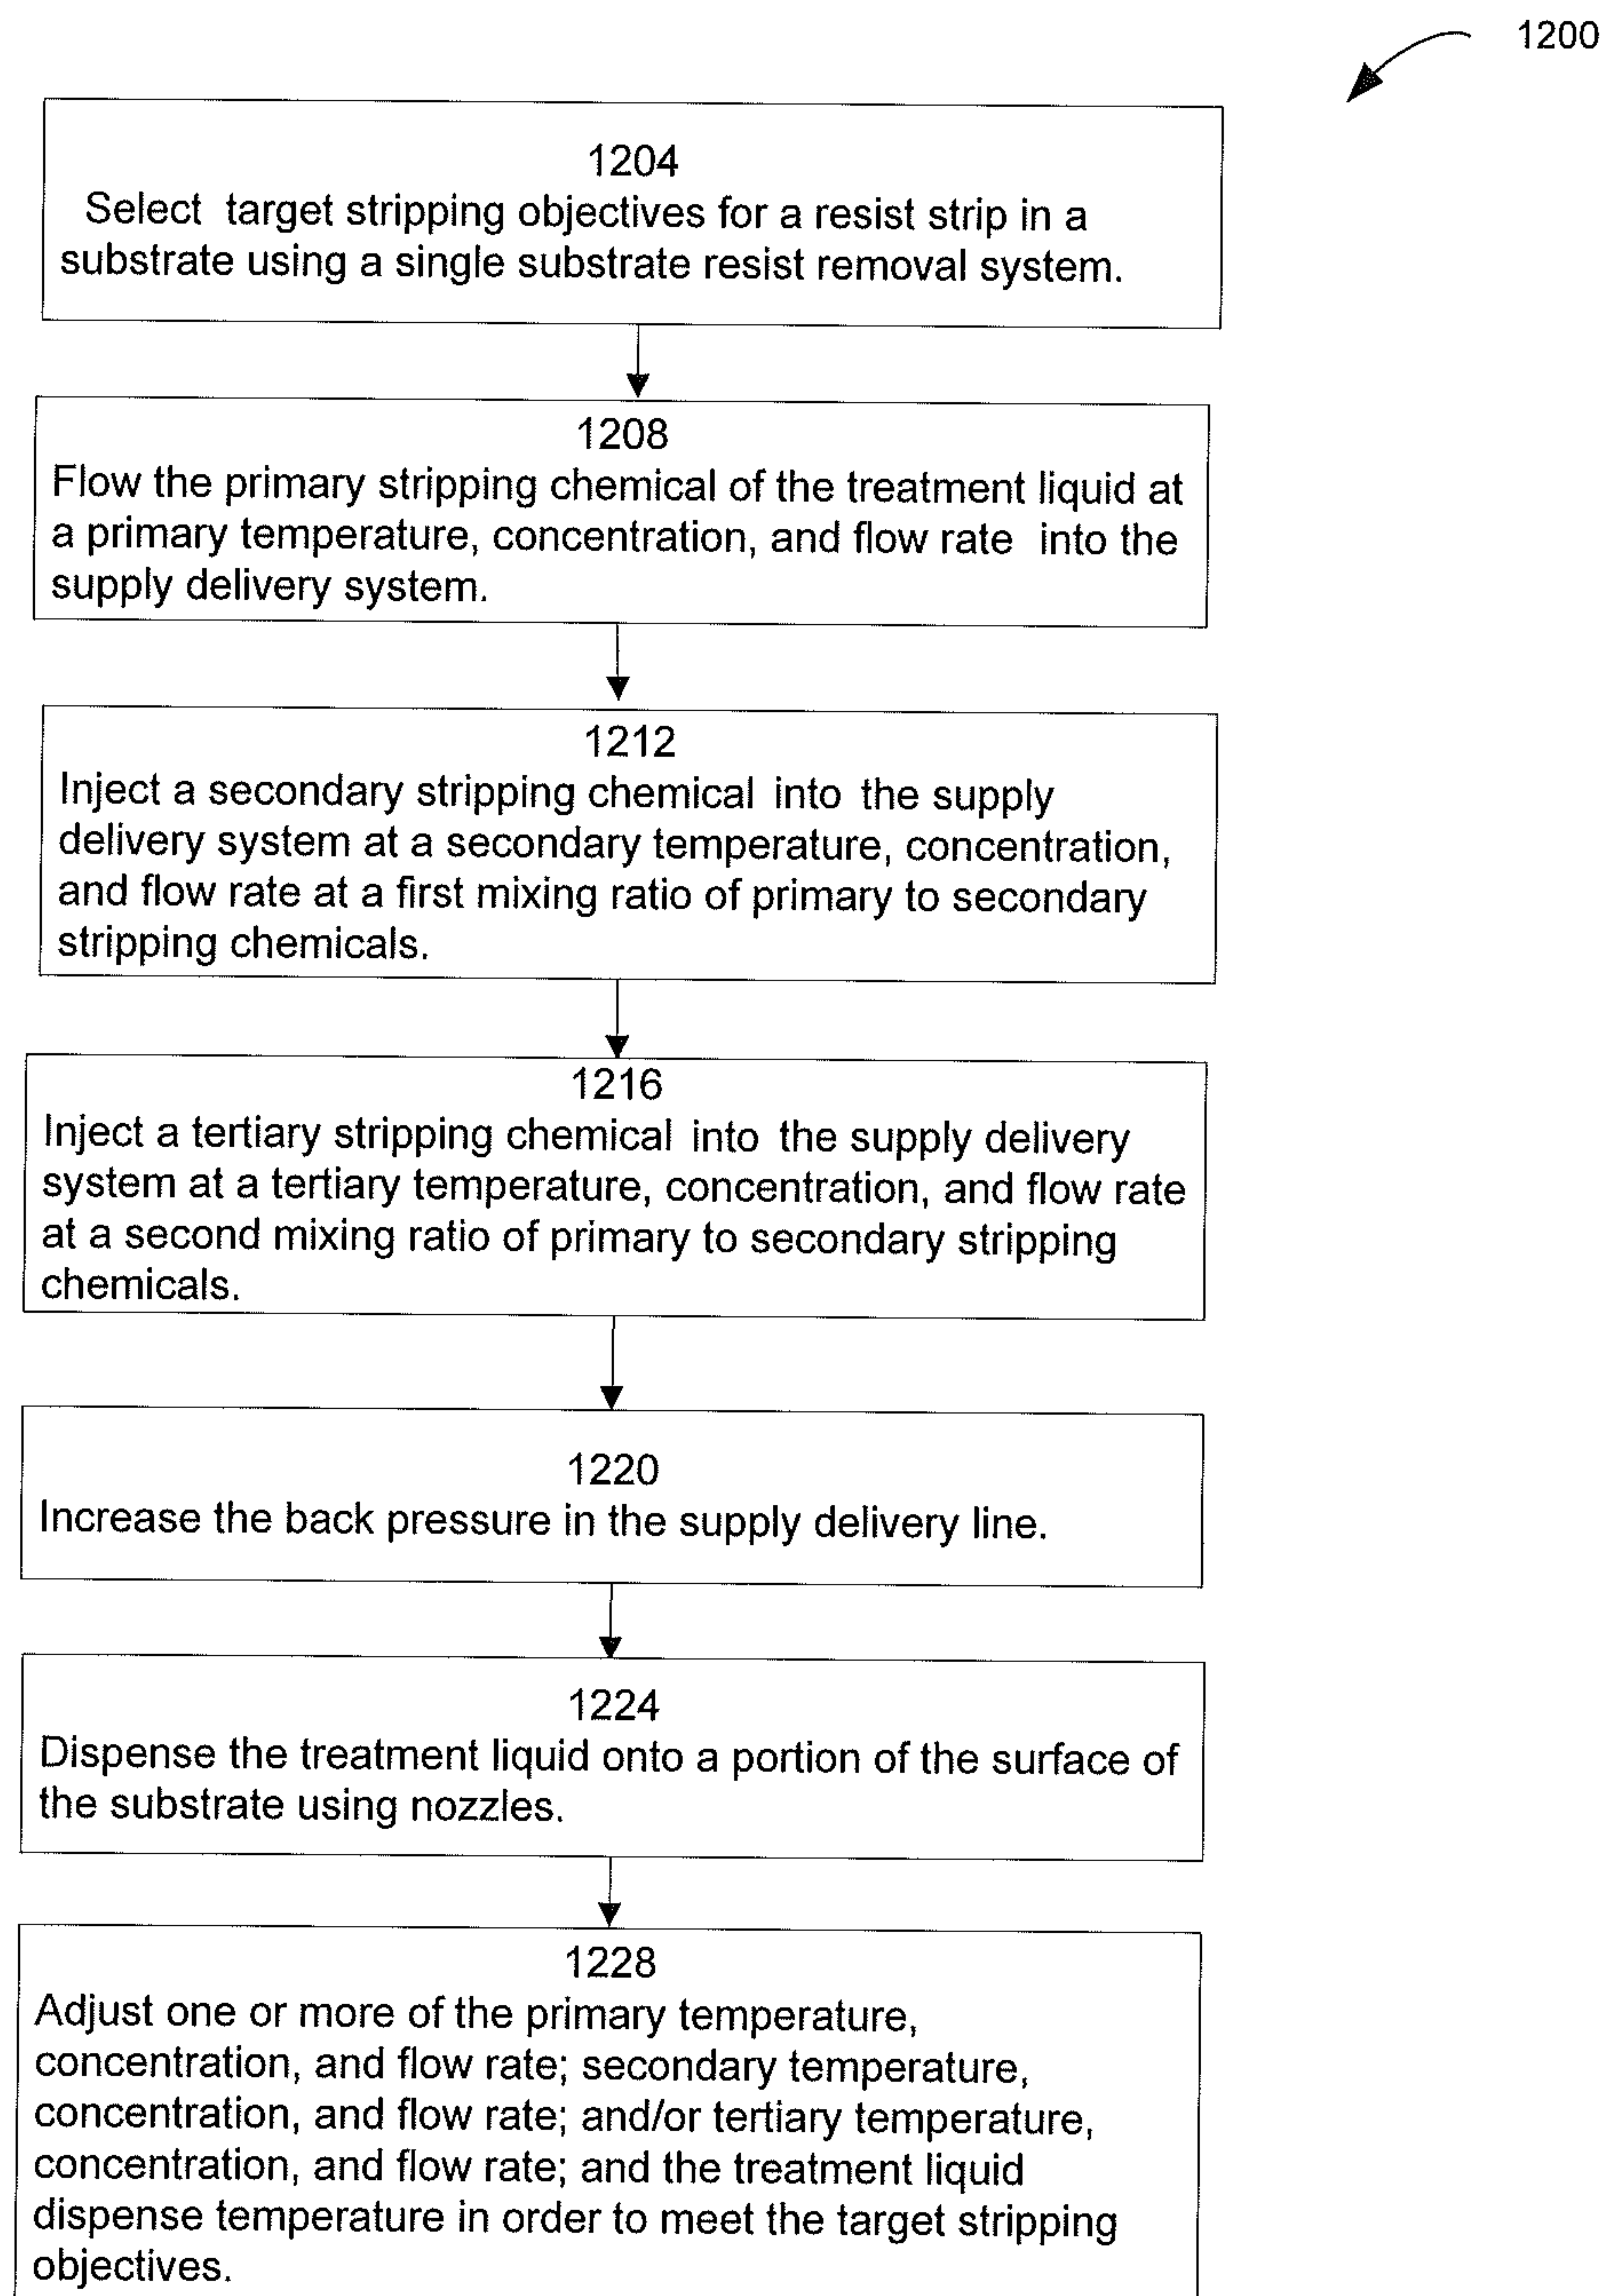 1200
1204
Select target stripping objectives for a resist strip in a
substrate using a single substrate resist removal system.
1208
Flow the primary stripping chemical of the treatment liquid at
a primary temperature, concentration, and flow rate into the
supply delivery system.
1212
Inject a secondary stripping chemical into the supply
delivery system at a secondary temperature, concentration,
and flow rate at a first mixing ratio of primary to secondary
stripping chemicals.
1216
Inject a tertiary stripping chemical into the supply delivery
system at a tertiary temperature, concentration, and flow rate
at a second mixing ratio of primary to secondary stripping
chemicals.
1220
Increase the back pressure in the supply delivery line.
1224
Dispense the treatment liquid onto a portion of the surface of
the substrate using nozzles.
1228
Adjust one or more of the primary temperature,
concentration, and flow rate; secondary temperature,
concentration, and flow rate; and/or tertiary temperature,
concentration, and flow rate; and the treatment liquid
dispense temperature in order to meet the target stripping
objectives.